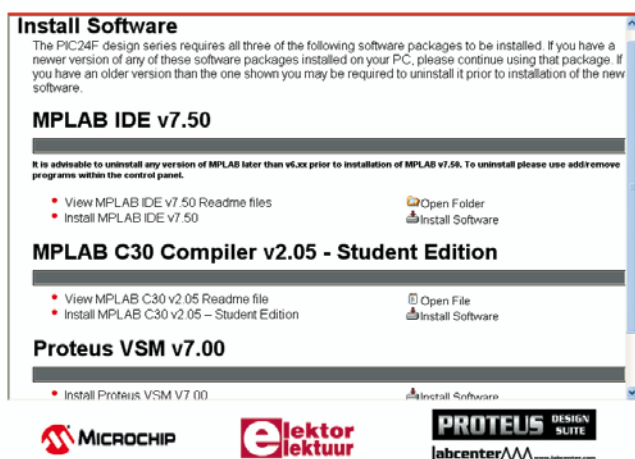 Install Software
The PIC24F design series requires all three of the following software packages to be installed. If you have a
newer version of any of these software packages installed on your PC, please continue using that package. If
you have an older version than the one shown you may be required to uninstall it prior to installation of the new
software.
MPLAB IDE v7.50
It is advisable to uninstall any version of MPLAB later than v6.xx prior to installation of MPLAB v7.50. To uninstall please use add/remove
programs within the control panel.
• View MPLAB IDE v7.50 Readme files Open Folder
• Install MPLAB IDE v7.50 Install Software
MPLAB C30 Compiler v2.05 - Student Edition
• View MPLAB C30 v2.05 Readme file Open File
• Install MPLAB C30 v2.05 – Student Edition Install Software
Proteus VSM v7.00
• Install Proteus VSM V7.00 Install Software
MICROCHIP
elektor
elektuur
PROTEUS DESIGN SUITE
labcenter www.labcenter.com